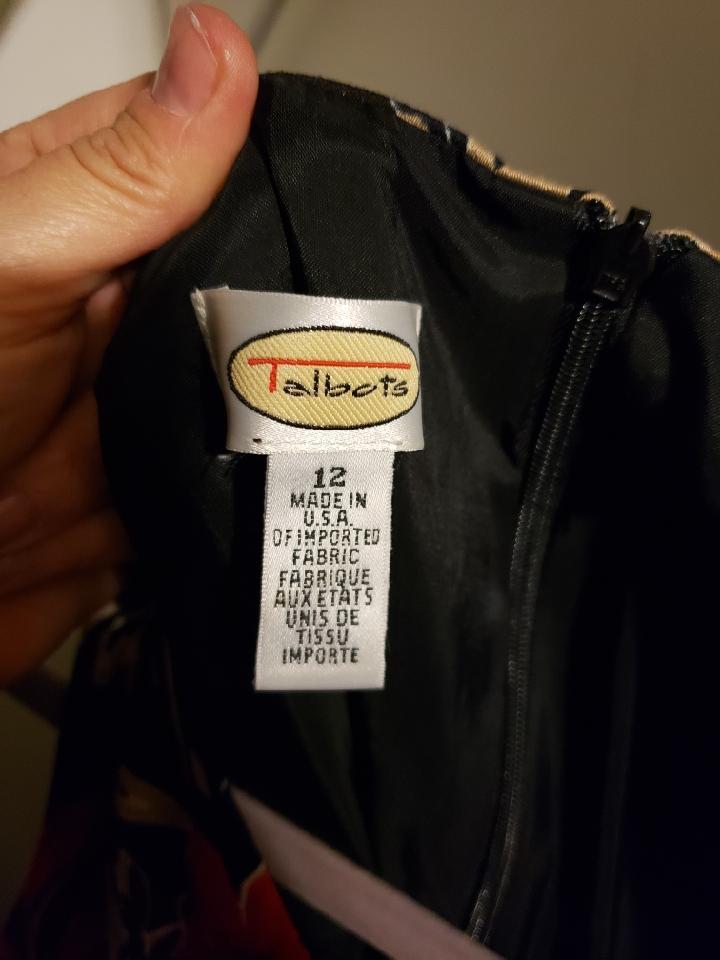 Talbots
12
MADE IN
U.S.A.
OF IMPORTED
FABRIC
FABRIQUE
AUX ETATS
UNIS DE
TISSU
IMPORTE